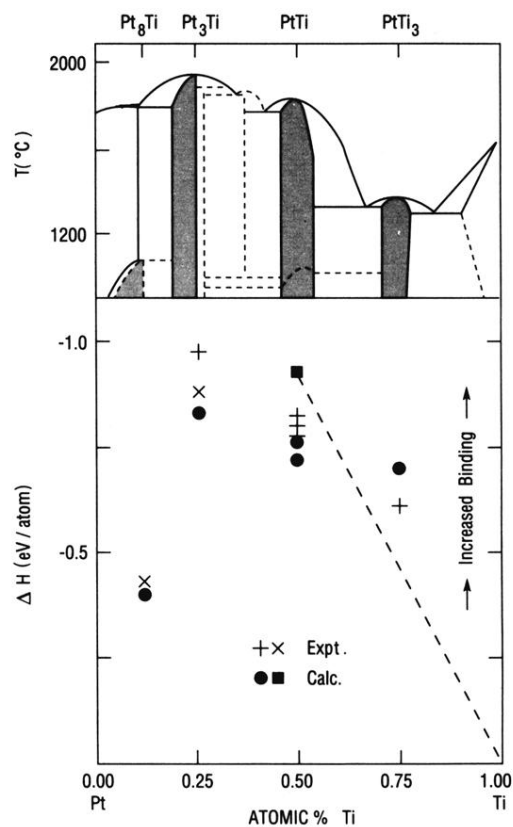 Pt₈Ti Pt₃Ti PtTi PtTi₃
2000
T(°C)
1200
-1.0
Δ H (eV / atom)
-0.5
Increased Binding
Expt.
Calc.
0.00 0.25 0.50 0.75 1.00
Pt ATOMIC % Ti Ti